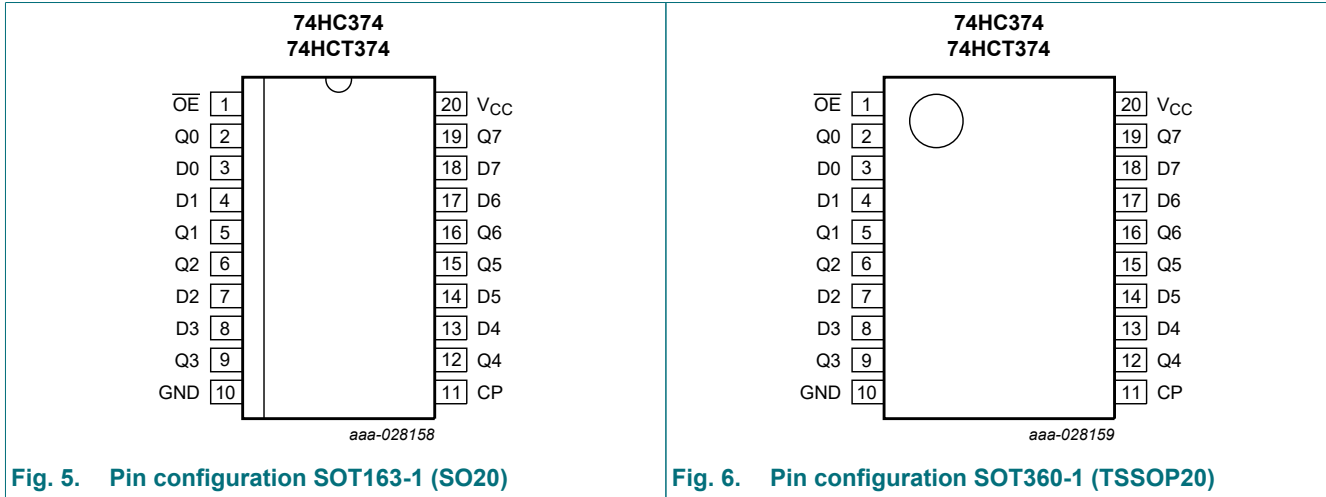 74HC374
74HCT374
OE 1
Q0 2
D0 3
D1 4
Q1 5
Q2 6
D2 7
D3 8
Q3 9
GND 10
20 VCC
19 Q7
18 D7
17 D6
16 Q6
15 Q5
14 D5
13 D4
12 Q4
11 CP
aaa-028158
Fig. 5. Pin configuration SOT163-1 (SO20)
74HC374
74HCT374
OE 1
Q0 2
D0 3
D1 4
Q1 5
Q2 6
D2 7
D3 8
Q3 9
GND 10
20 VCC
19 Q7
18 D7
17 D6
16 Q6
15 Q5
14 D5
13 D4
12 Q4
11 CP
aaa-028159
Fig. 6. Pin configuration SOT360-1 (TSSOP20)